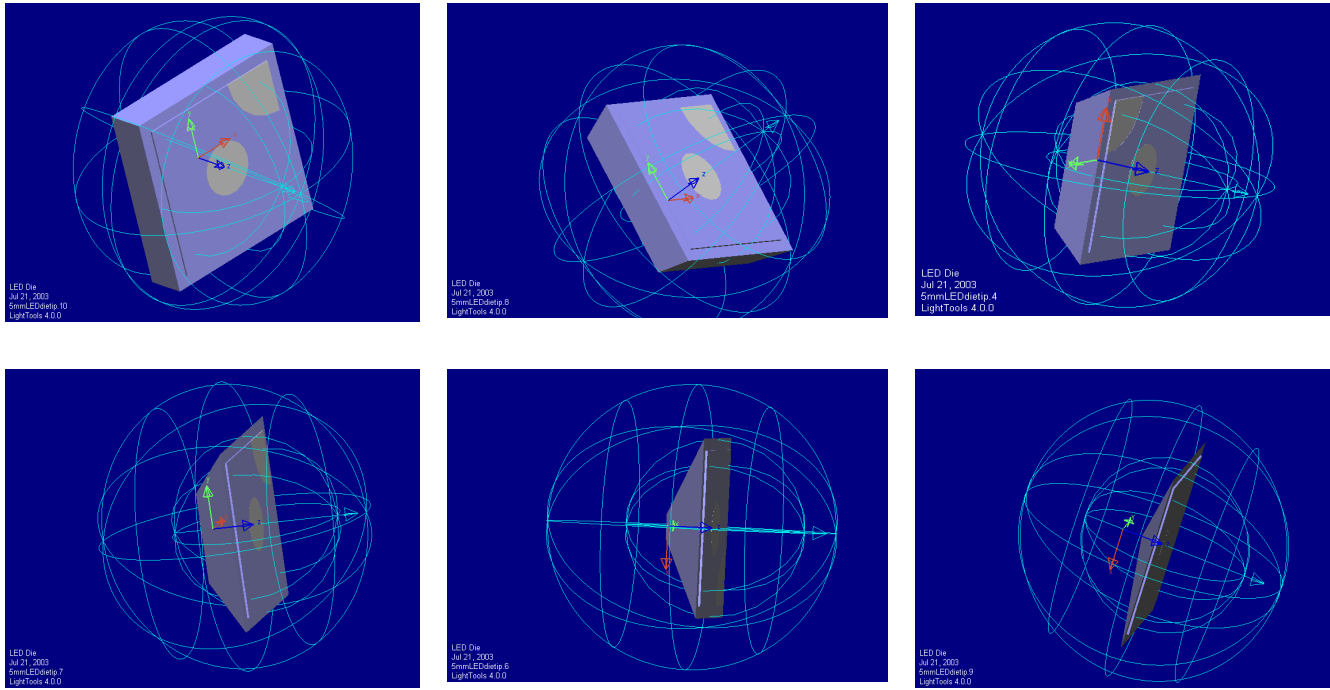 LED Die
Jul 21, 2003
5mmLEDdietip.10
LightTools 4.0.0
LED Die
Jul 21, 2003
5mmLEDdietip.8
LightTools 4.0.0
LED Die
Jul 21, 2003
5mmLEDdietip.4
LightTools 4.0.0
LED Die
Jul 21, 2003
5mmLEDdietip.7
LightTools 4.0.0
LED Die
Jul 21, 2003
5mmLEDdietip.6
LightTools 4.0.0
LED Die
Jul 21, 2003
5mmLEDdietip.9
LightTools 4.0.0